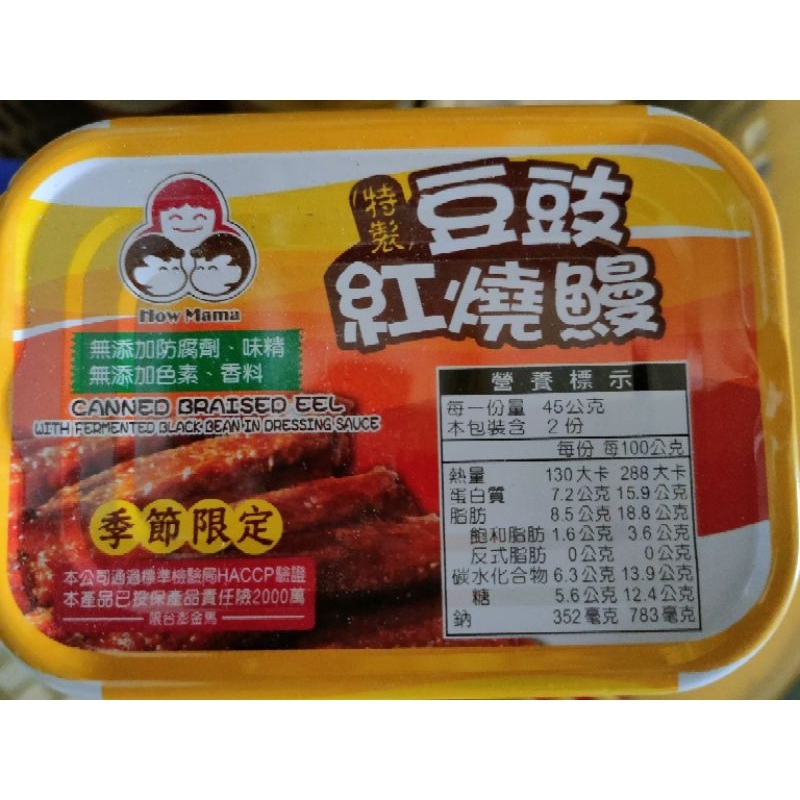 特製
豆豉
紅燒鰻
How Mama
無添加防腐劑、味精
無添加色素、香料
CANNED BRAISED EEL
WITH FERMENTED BLACK BEAN IN DRESSING SAUCE
季節限定
本公司通過標準檢驗局HACCP驗證
本產品已投保產品責任險2000萬
限台澎金馬
營養標示
每一份量 45公克
本包裝含 2份
每份 每100公克
熱量 130大卡 288大卡
蛋白質 7.2公克 15.9公克
脂肪 8.5公克 18.8公克
飽和脂肪 1.6公克 3.6公克
反式脂肪 0公克 0公克
碳水化合物 6.3公克 13.9公克
糖 5.6公克 12.4公克
鈉 352毫克 783毫克